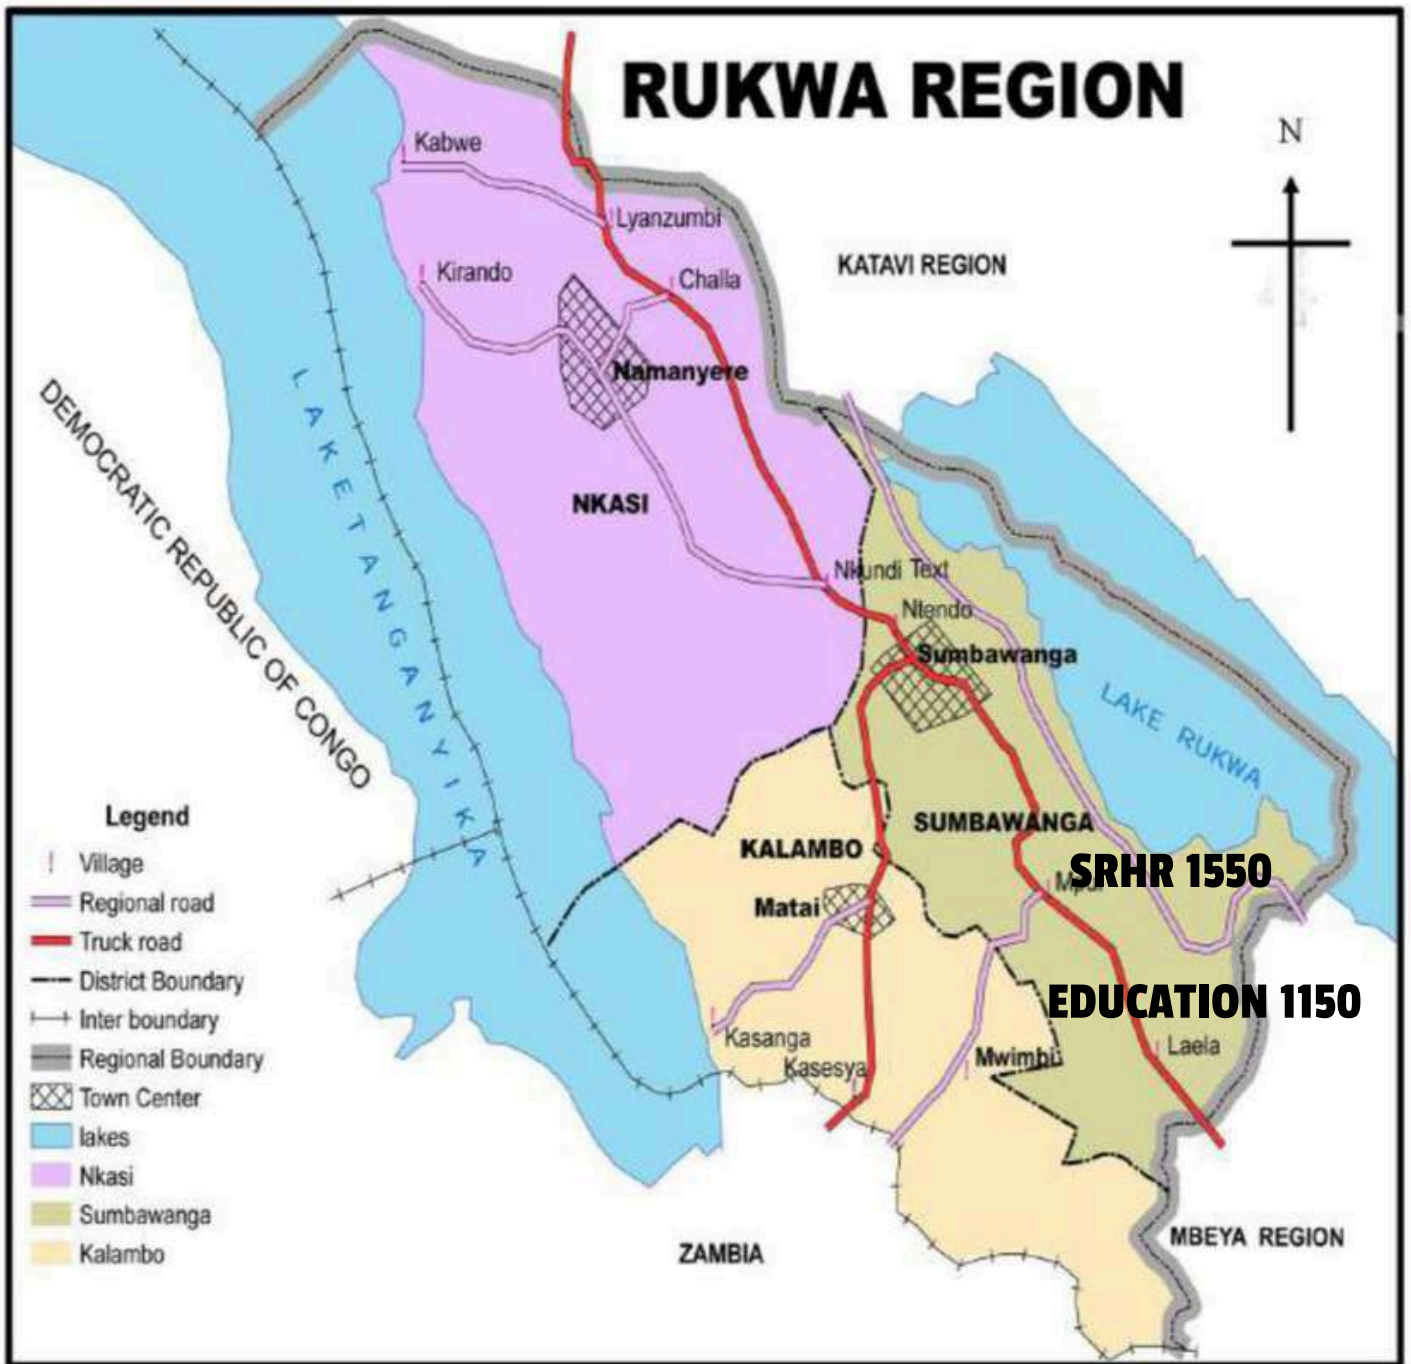 RUKWA REGION
N
Kabwe
Lyanzumbi
KATAVI REGION
Kirando
Challa
Namanyere
LAKE TANGANYIKA
DEMOCRATIC REPUBLIC OF CONGO
NKASI
Nkundi Text
Ntendo
Sumbawanga
LAKE RUKWA
SUMBAWANGA
KALAMBO
SRHR 1550
Matai
EDUCATION 1150
Kasanga
Kasesya
Mwimbi
Laela
ZAMBIA
MBEYA REGION
Legend
Village
Regional road
Truck road
District Boundary
Inter boundary
Regional Boundary
Town Center
lakes
Nkasi
Sumbawanga
Kalambo